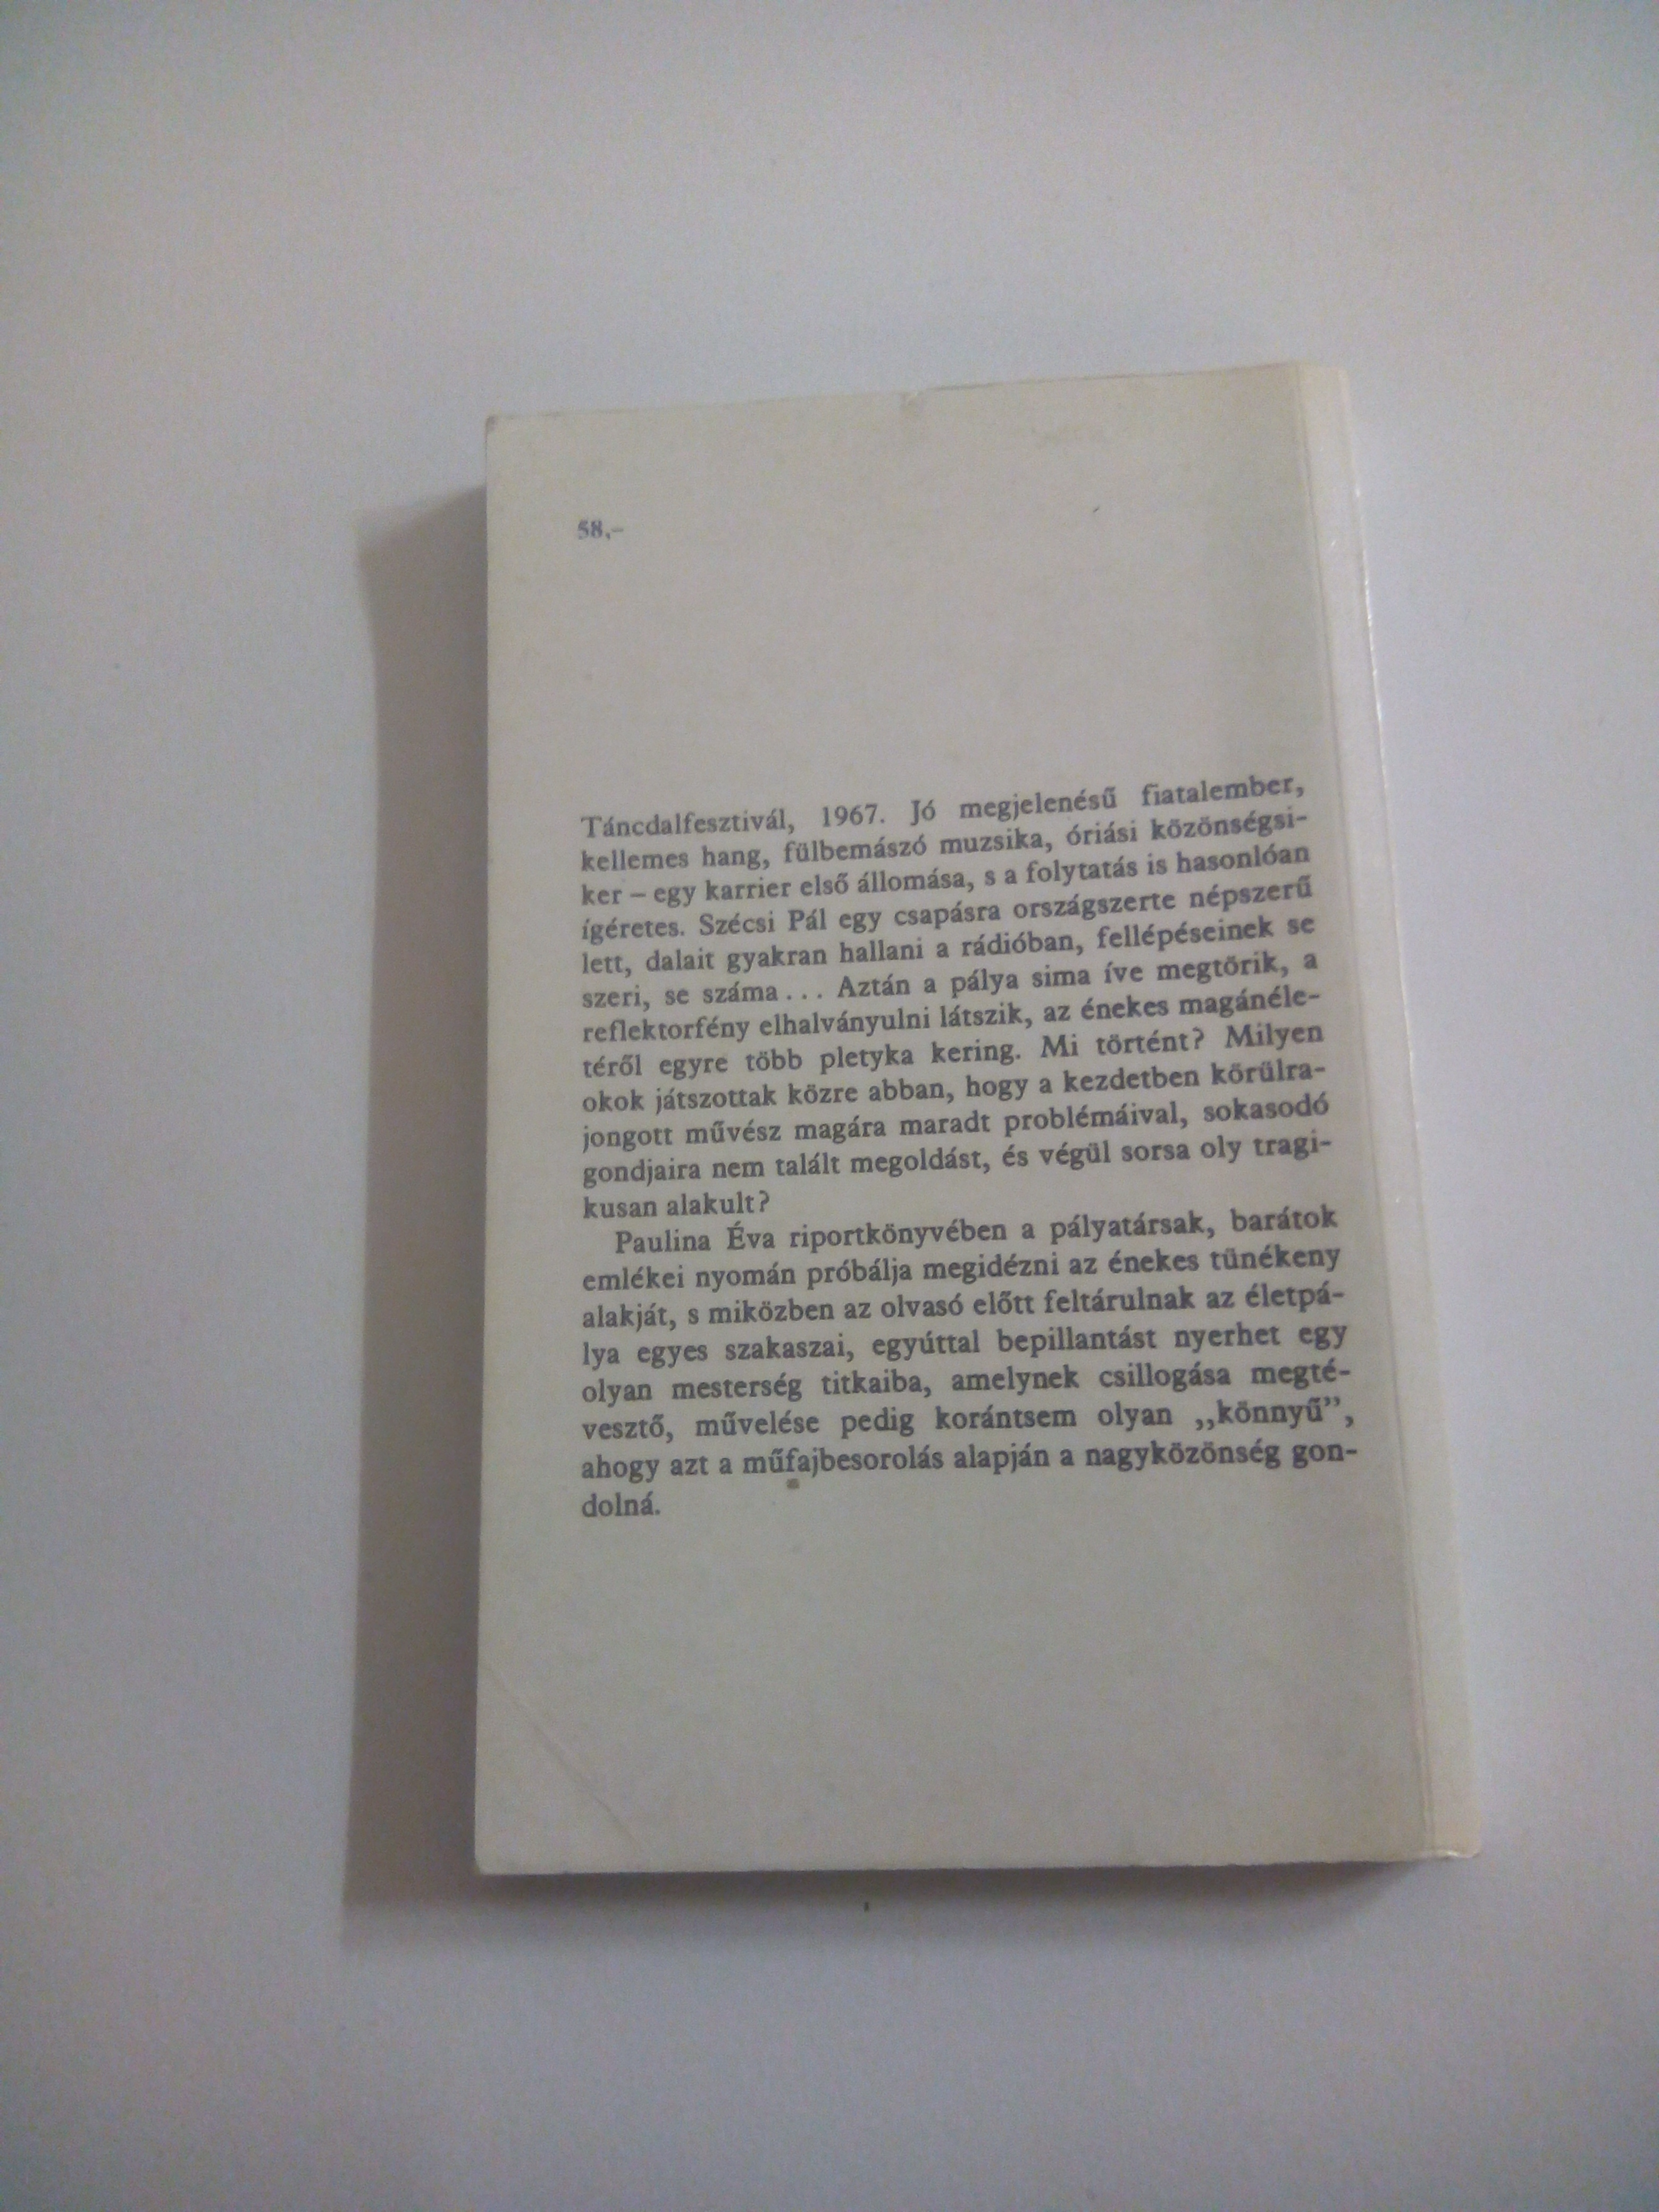 58,–
Táncdalfesztivál, 1967. Jó megjelenésű fiatalember,
kellemes hang, fülbemászó muzsika, óriási közönségsi-
ker – egy karrier első állomása, s a folytatás is hasonlóan
ígéretes. Szécsi Pál egy csapásra országszerte népszerű
lett, dalait gyakran hallani a rádióban, fellépéseinek se
szeri, se száma... Aztán a pálya sima íve megtörik, a
reflektorfény elhalványulni látszik, az énekes magánéle-
téről egyre több pletyka kering. Mi történt? Milyen
okok játszottak közre abban, hogy a kezdetben körülra-
jongott művész magára maradt problémáival, sokasodó
gondjaira nem talált megoldást, és végül sorsa oly tragi-
kusan alakult?
Paulina Éva riportkönyvében a pályatársak, barátok
emlékei nyomán próbálja megidézni az énekes tünékeny
alakját, s miközben az olvasó előtt feltárulnak az életpá-
lya egyes szakaszai, egyúttal bepillantást nyerhet egy
olyan mesterség titkaiba, amelynek csillogása megté-
vesztő, művelése pedig korántsem olyan „könnyű”,
ahogy azt a műfajbesorolás alapján a nagyközönség gon-
dolná.